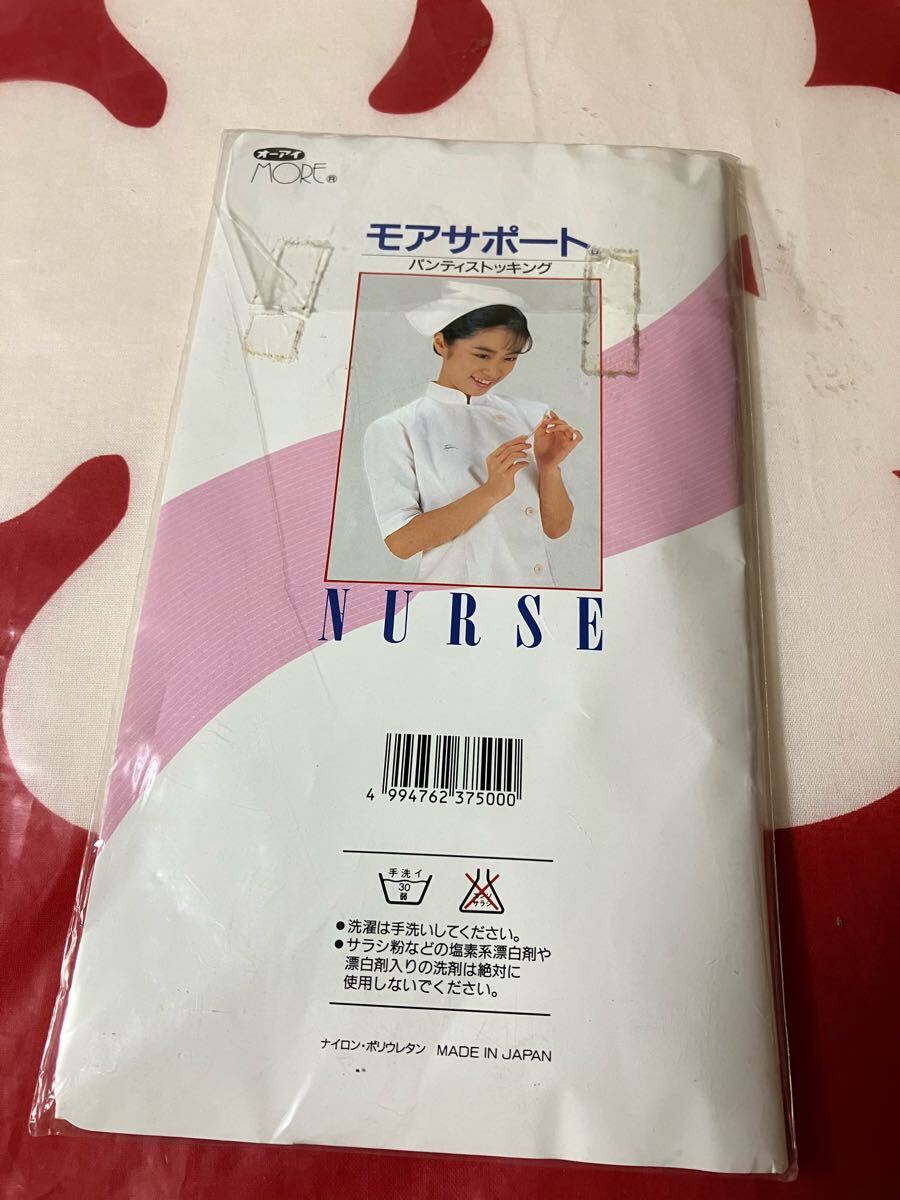 オーアイ
MORE®
モアサポート®
パンティストッキング
NURSE
4 994762 375000
手洗イ
30
弱
エンソ
サラシ
●洗濯は手洗いしてください。
●サラシ粉などの塩素系漂白剤や
漂白剤入りの洗剤は絶対に
使用しないでください。
ナイロン・ポリウレタン MADE IN JAPAN